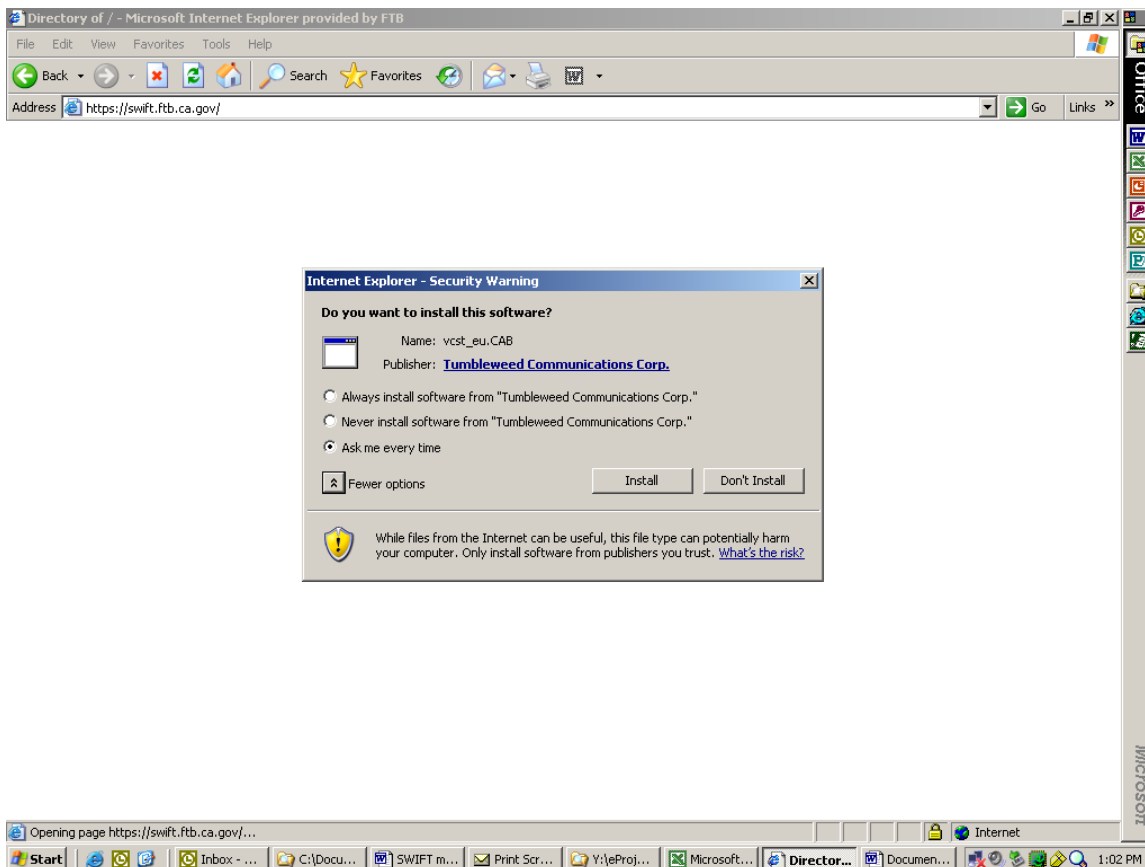 Directory of / - Microsoft Internet Explorer provided by FTB
File Edit View Favorites Tools Help
Back Search Favorites
Address https://swift.ftb.ca.gov/ Go Links »
Office
Internet Explorer - Security Warning
Do you want to install this software?
Name: vcst_eu.CAB
Publisher: Tumbleweed Communications Corp.
Always install software from "Tumbleweed Communications Corp."
Never install software from "Tumbleweed Communications Corp."
Ask me every time
Fewer options Install Don't Install
While files from the Internet can be useful, this file type can potentially harm
your computer. Only install software from publishers you trust. What's the risk?
Microsoft
Opening page https://swift.ftb.ca.gov/... Internet
Start Inbox - ... C:\Docu... SWIFT m... Print Scr... Y:\eProj... Microsoft... Director... Documen... 1:02 PM